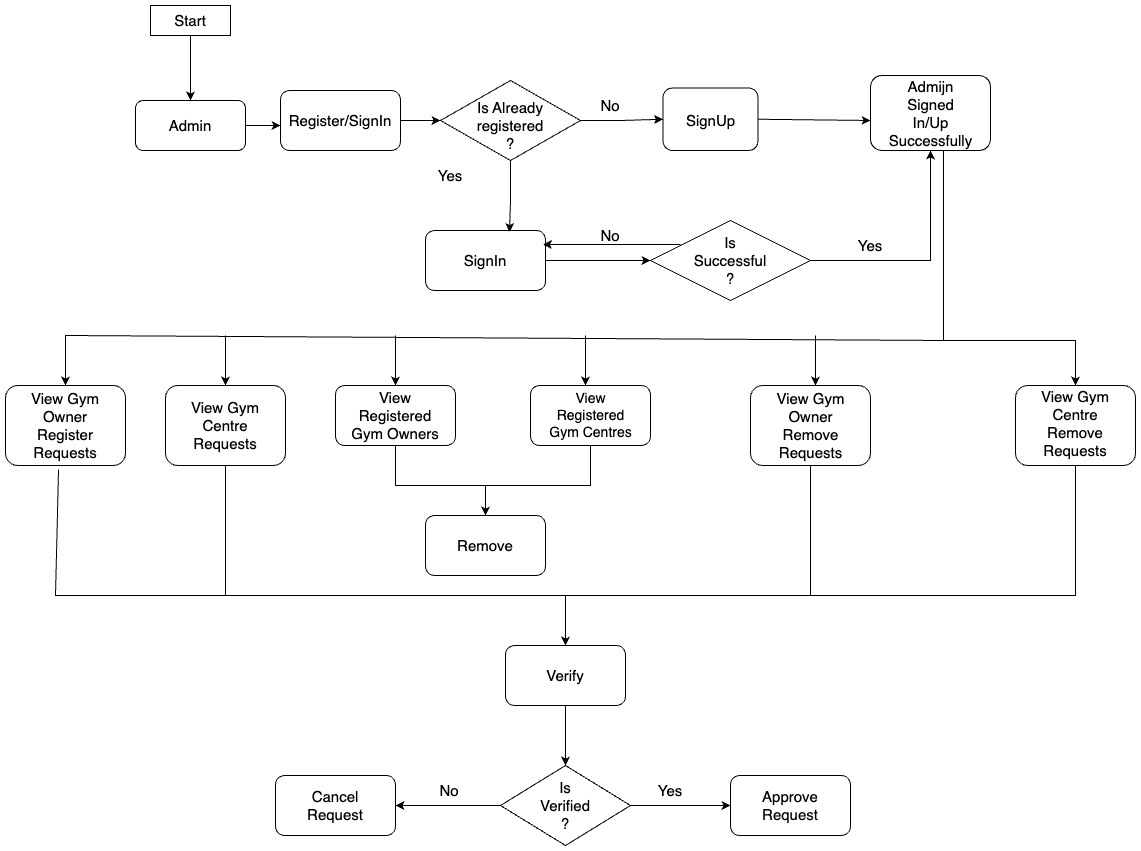 Start
Admin
Register/SignIn
Is Already
registered
?
No
SignUp
Admijn
Signed
In/Up
Successfully
Yes
SignIn
No
Is
Successful
?
Yes
View Gym
Owner
Register
Requests
View Gym
Centre
Requests
View
Registered
Gym Owners
View
Registered
Gym Centres
View Gym
Owner
Remove
Requests
View Gym
Centre
Remove
Requests
Remove
Verify
Is
Verified
?
No
Cancel
Request
Yes
Approve
Request